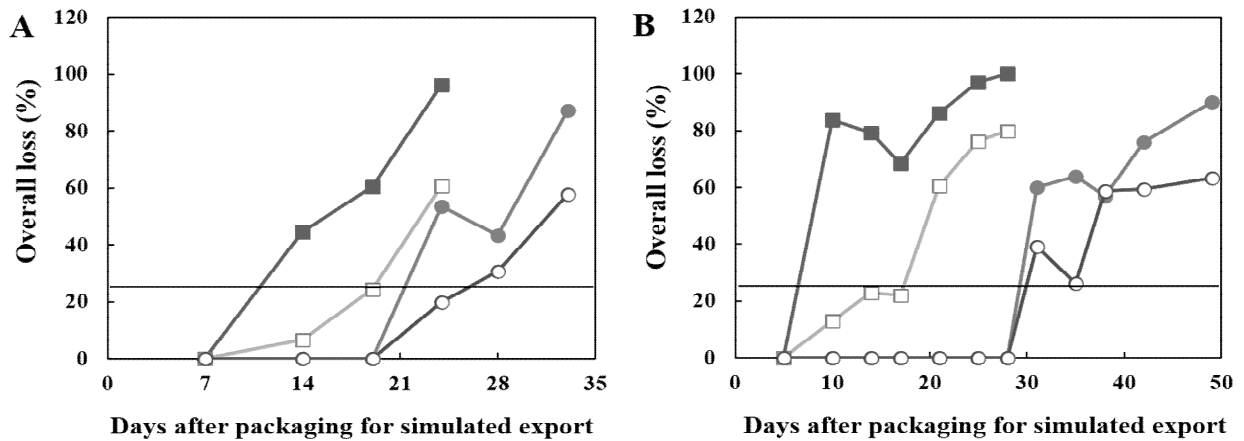 A
Overall loss (%)
120
100
80
60
40
20
0
0 7 14 21 28 35
Days after packaging for simulated export
B
Overall loss (%)
120
100
80
60
40
20
0
0 10 20 30 40 50
Days after packaging for simulated export